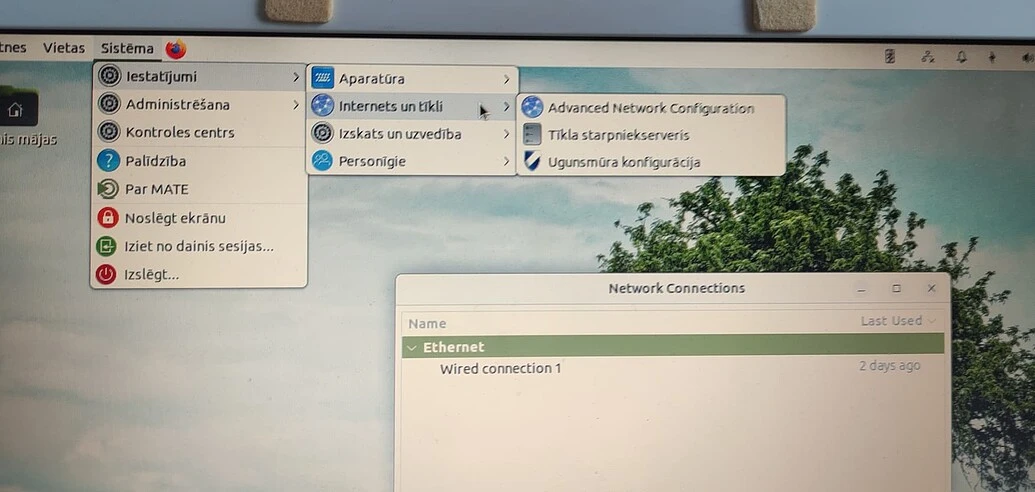 Vietas Sistēma
Iestatījumi
Administrēšana
Kontroles centrs
Palīdzība
Par MATE
Noslēgt ekrānu
Iziet no dainis sesijas...
Izslēgt...
Aparatūra
Internets un tīkli
Izskats un uzvedība
Personīgie
Advanced Network Configuration
Tīkla starpniekserveris
Ugunsmūra konfigurācija
mājas
Network Connections
Name Last Used
Ethernet
Wired connection 1 2 days ago